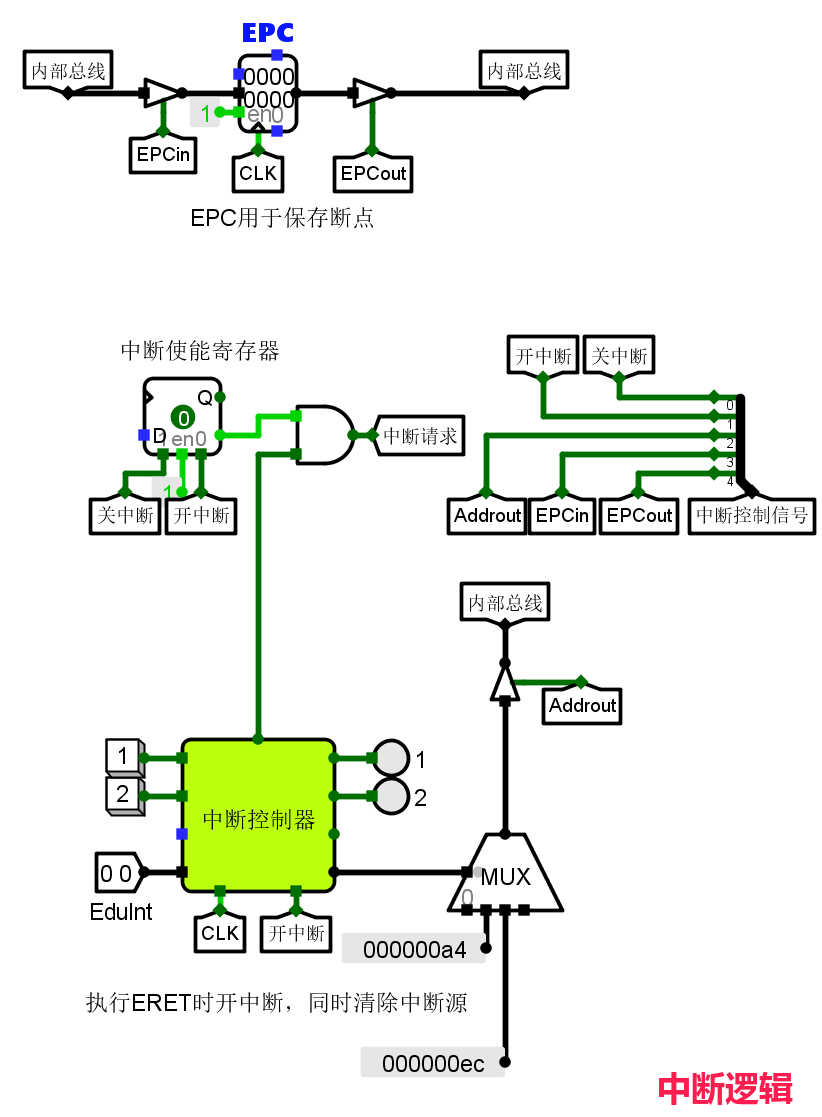 EPC
内部总线
内部总线
0000
0000
1
en0
EPCin
CLK
EPCout
EPC用于保存断点
中断使能寄存器
Q
0
D
1en0
1
关中断
开中断
中断请求
开中断
关中断
0
1
2
3
4
Addrout
EPCin
EPCout
中断控制信号
内部总线
Addrout
1
2
中断控制器
1
2
0 0
EduInt
CLK
开中断
MUX
0
000000a4
执行ERET时开中断，同时清除中断源
000000ec
中断逻辑